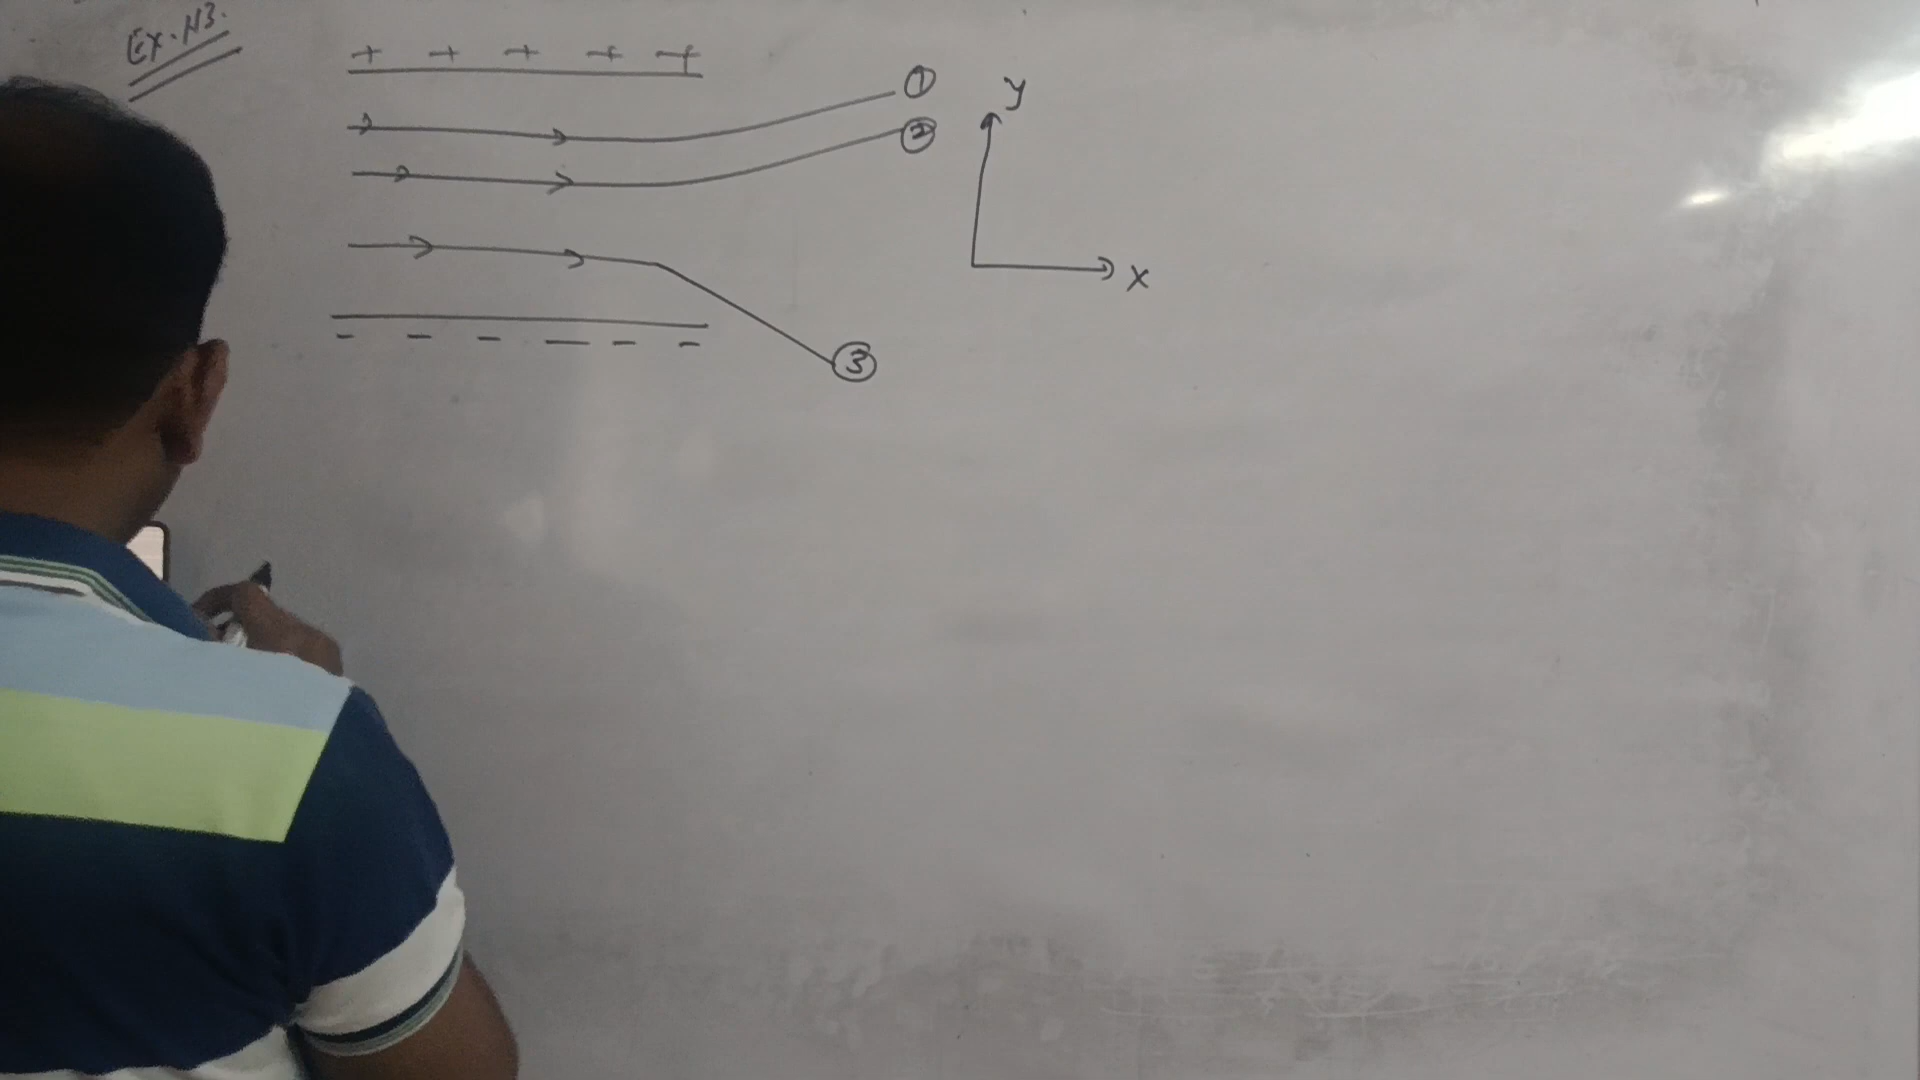 Ex. N3.
+ + + + +
①
②
y
x
- - - - - -
③